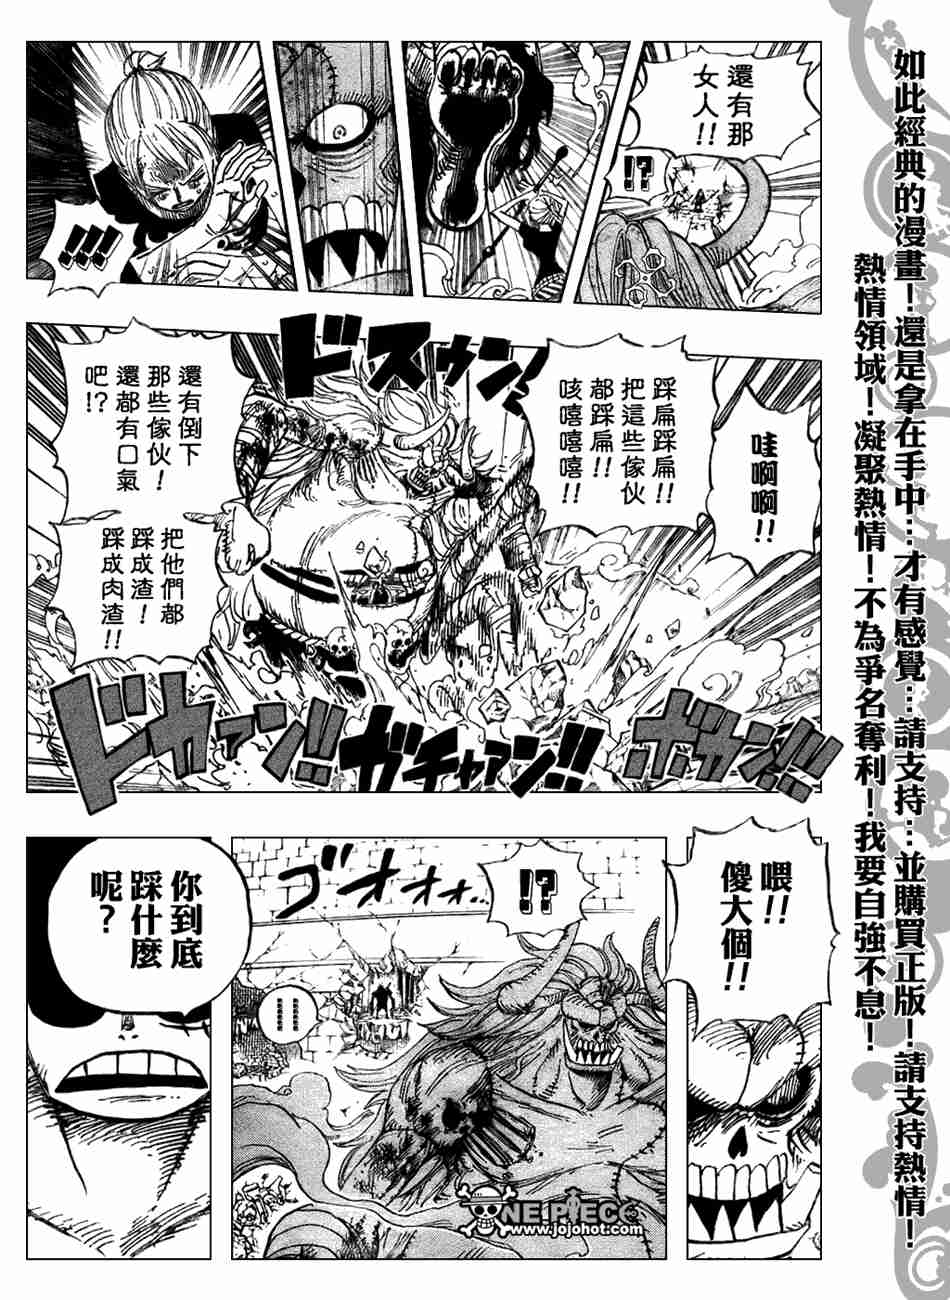 還有那
女人!!
!?
!!!
ドスゥン!
哇啊啊!!
踩扁踩扁!!
把這些傢伙
都踩扁!!
咳嘻嘻嘻!!
還有倒下
那些傢伙!
還都有口氣
吧!?
把他們都
踩成渣!
踩成肉渣!!
ドカァン!!
ガチャアン!!
ボカン!!!
喂!!
傻大個!!
!?
ゴオオオオ
你到底
踩什麼
呢?
ONE PIECE
www.jojohot.com
如此經典的漫畫!還是拿在手中…才有感覺…請支持…並購買正版!請支持熱情!
熱情領域!凝聚熱情!不為爭名奪利!我要自強不息!